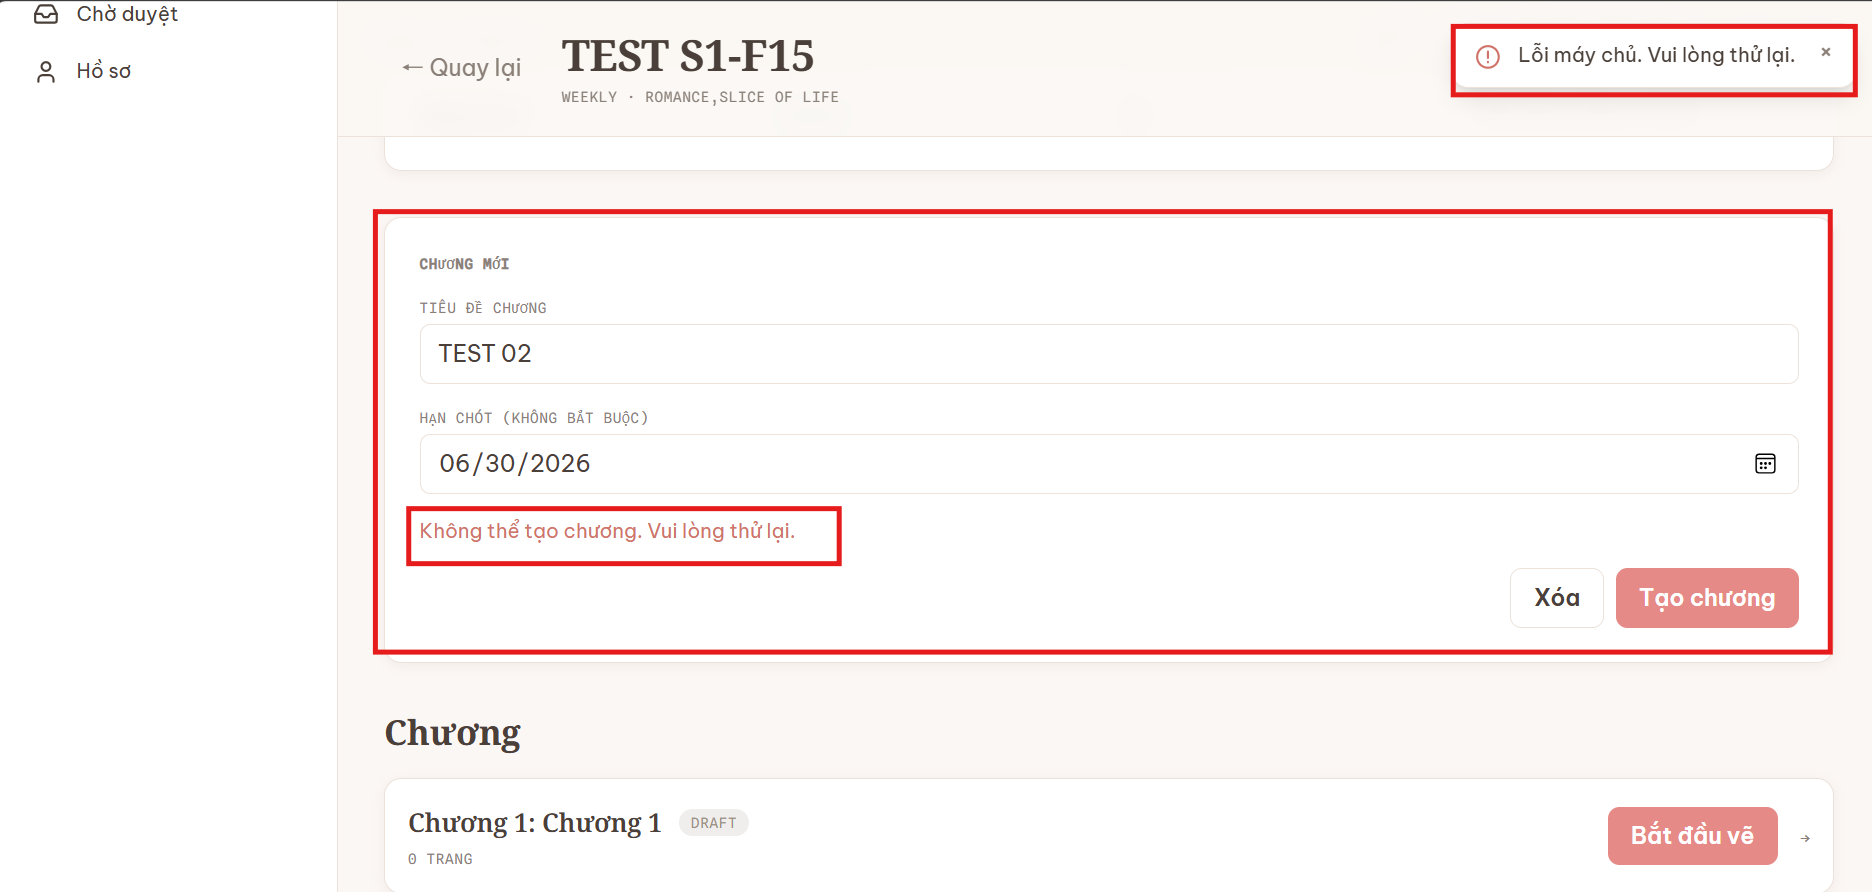 Chờ duyệt
Hồ sơ
← Quay lại
TEST S1-F15
WEEKLY · ROMANCE,SLICE OF LIFE
Lỗi máy chủ. Vui lòng thử lại. ×
CHươNG MớI
TIÊU ĐỀ CHươNG
TEST 02
HẠN CHÓT (KHÔNG BẮT BUỘC)
06/30/2026
Không thể tạo chương. Vui lòng thử lại.
Xóa
Tạo chương
Chương
Chương 1: Chương 1 DRAFT
0 TRANG
Bắt đầu vẽ →